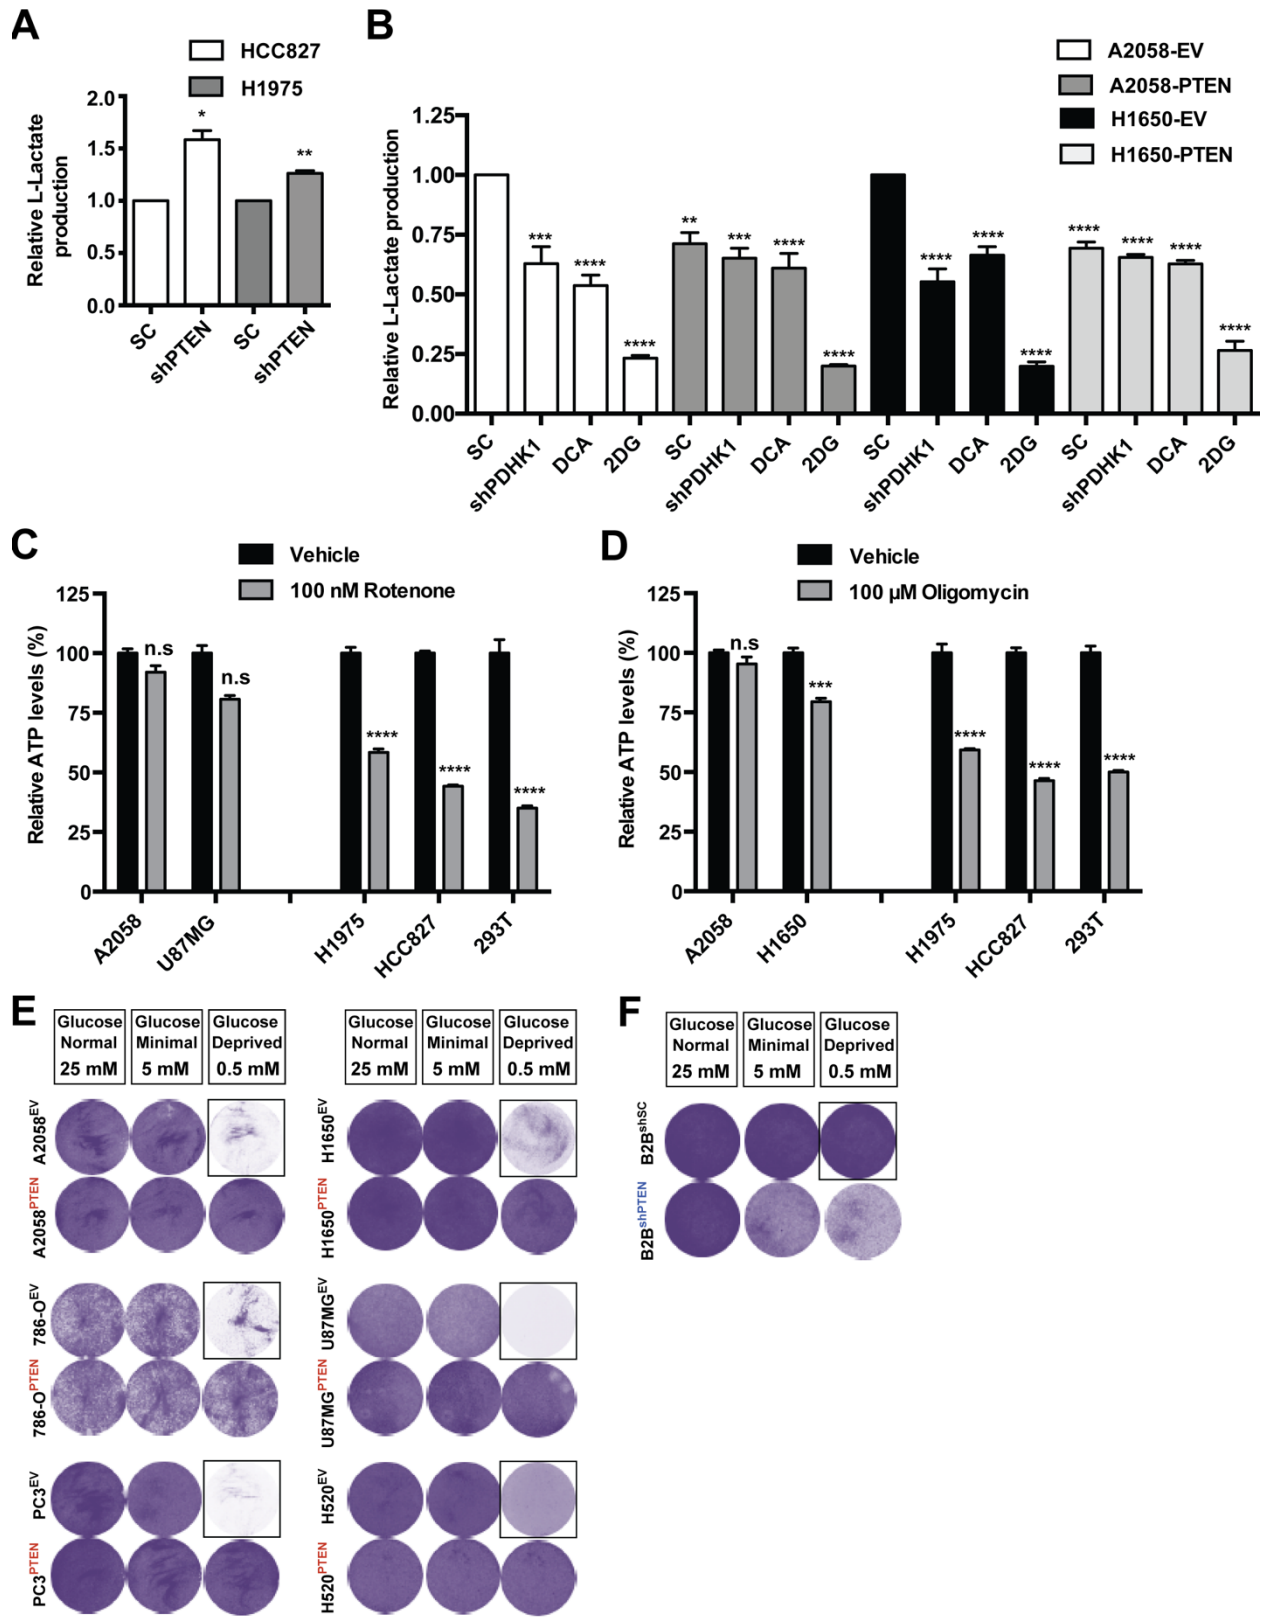 A
HCC827
H1975
Relative L-Lactate
production
2.0
1.5
1.0
0.5
0.0
*
**
SC
shPTEN
SC
shPTEN
B
A2058-EV
A2058-PTEN
H1650-EV
H1650-PTEN
Relative L-Lactate production
1.25
1.00
0.75
0.50
0.25
0.00
***
****
****
**
***
****
****
****
****
****
****
****
****
****
SC
shPDHK1
DCA
2DG
SC
shPDHK1
DCA
2DG
SC
shPDHK1
DCA
2DG
SC
shPDHK1
DCA
2DG
C
Vehicle
100 nM Rotenone
Relative ATP levels (%)
125
100
75
50
25
0
n.s
n.s
****
****
****
A2058
U87MG
H1975
HCC827
293T
D
Vehicle
100 µM Oligomycin
Relative ATP levels (%)
125
100
75
50
25
0
n.s
***
****
****
****
A2058
H1650
H1975
HCC827
293T
E
Glucose
Normal
25 mM
Glucose
Minimal
5 mM
Glucose
Deprived
0.5 mM
A2058EV
A2058PTEN
786-OEV
786-OPTEN
PC3EV
PC3PTEN
Glucose
Normal
25 mM
Glucose
Minimal
5 mM
Glucose
Deprived
0.5 mM
H1650EV
H1650PTEN
U87MGEV
U87MGPTEN
H520EV
H520PTEN
F
Glucose
Normal
25 mM
Glucose
Minimal
5 mM
Glucose
Deprived
0.5 mM
B2BshSC
B2BshPTEN